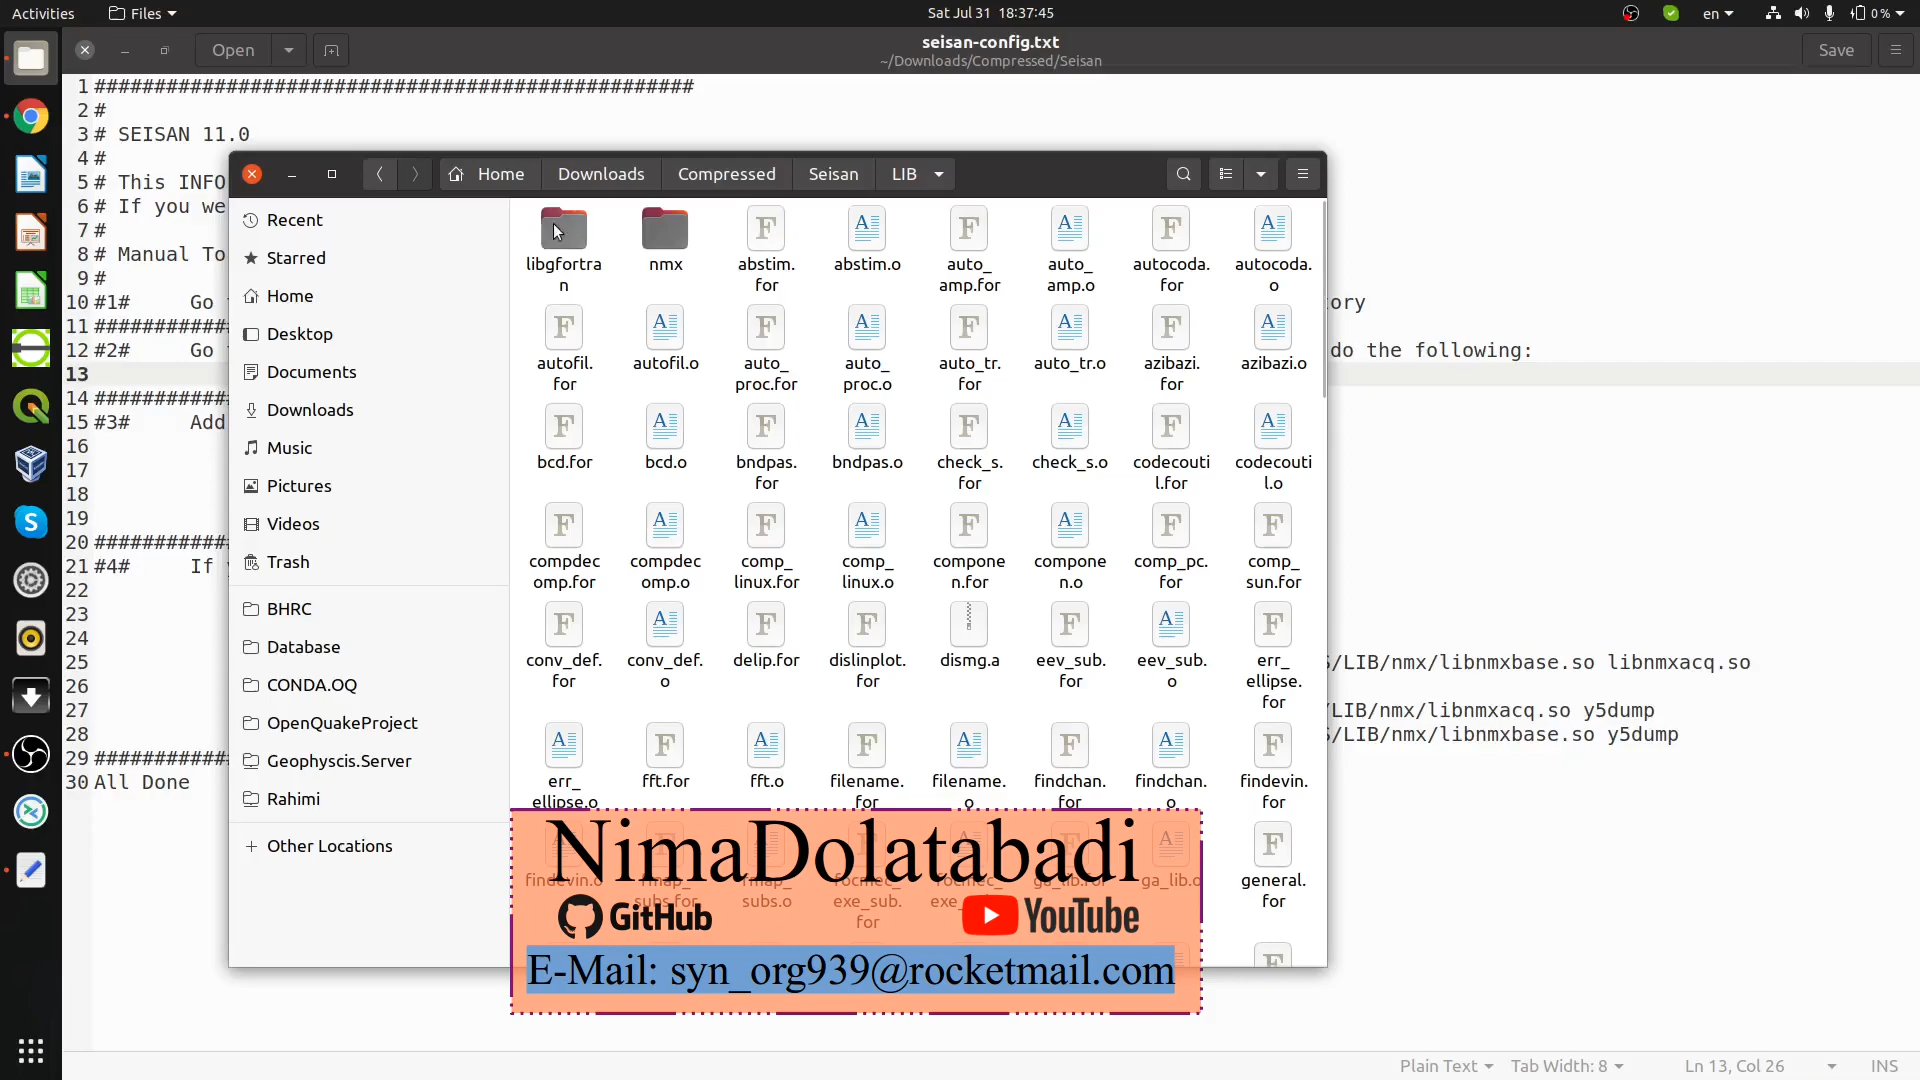 Activities
Files
Sat Jul 31 18:37:45
en
0 %
Open
seisan-config.txt
~/Downloads/Compressed/Seisan
Save
1 ##################################################
2 #
3 # SEISAN 11.0
4 #
5 # This INFO
6 # If you we
7 #
8 # Manual To
9 #
10 #1# Go
ory
11
12 #2# Go
do the following:
13
14
15 #3# Add
16
17
18
19
20
21 #4# If
22
23
24
25
/LIB/nmx/libnmxbase.so libnmxacq.so
26
27
/LIB/nmx/libnmxacq.so y5dump
28
/LIB/nmx/libnmxbase.so y5dump
29
30 All Done
Home
Downloads
Compressed
Seisan
LIB
Recent
Starred
Home
Desktop
Documents
Downloads
Music
Pictures
Videos
Trash
BHRC
Database
CONDA.OQ
OpenQuakeProject
Geophyscis.Server
Rahimi
+ Other Locations
libgfortran
nmx
abstim.for
abstim.o
auto_amp.for
auto_amp.o
autocoda.for
autocoda.o
autofil.for
autofil.o
auto_proc.for
auto_proc.o
auto_tr.for
auto_tr.o
azibazi.for
azibazi.o
bcd.for
bcd.o
bndpas.for
bndpas.o
check_s.for
check_s.o
codecoutil.for
codecoutil.o
compdecomp.for
compdecomp.o
comp_linux.for
comp_linux.o
componen.for
componen.o
comp_pc.for
comp_sun.for
conv_def.for
conv_def.o
delip.for
dislinplot.for
dismg.a
eev_sub.for
eev_sub.o
err_ellipse.for
err_ellipse.o
fft.for
fft.o
filename.for
filename.o
findchan.for
findchan.o
findevin.for
findevin.o
fmap_subs.for
fmap_subs.o
focmec_exe_sub.for
focmec_exe_
ga_lib.for
ga_lib.o
general.for
NimaDolatabadi
GitHub
YouTube
E-Mail: syn_org939@rocketmail.com
Plain Text
Tab Width: 8
Ln 13, Col 26
INS